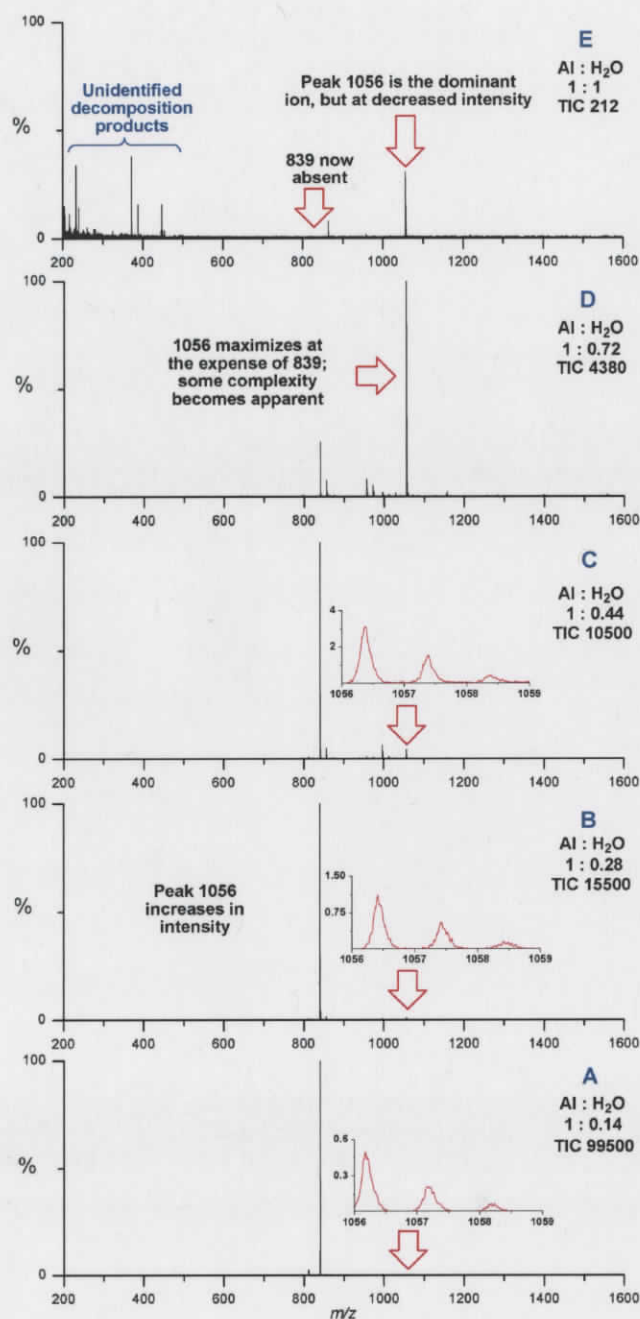 100
%
0
200
400
600
800
1000
1200
1400
1600
Unidentified
decomposition
products
Peak 1056 is the dominant
ion, but at decreased intensity
839 now
absent
E
Al : H₂O
1 : 1
TIC 212
100
%
0
200
400
600
800
1000
1200
1400
1600
1056 maximizes at
the expense of 839;
some complexity
becomes apparent
D
Al : H₂O
1 : 0.72
TIC 4380
100
%
0
200
400
600
800
1000
1200
1400
1600
4
2
1056
1057
1058
1059
C
Al : H₂O
1 : 0.44
TIC 10500
100
%
0
200
400
600
800
1000
1200
1400
1600
Peak 1056
increases in
intensity
1.50
0.75
1056
1057
1058
1059
B
Al : H₂O
1 : 0.28
TIC 15500
100
%
0
200
400
600
800
1000
1200
1400
1600
m/z
0.6
0.3
1056
1057
1058
1059
A
Al : H₂O
1 : 0.14
TIC 99500